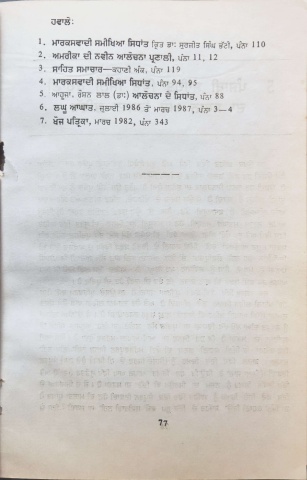 ਹਵਾਲੇ:
1. ਮਾਰਕਸਵਾਦੀ ਸਮੀਖਿਆ ਸਿਧਾਂਤ ਕ੍ਰਿਤ ਡਾ: ਸੁਰਜੀਤ ਸਿੰਘ ਭੱਟੀ, ਪੰਨਾ 110
2. ਅਮਰੀਕਾ ਦੀ ਨਵੀਨ ਆਲੋਚਨਾ ਪ੍ਰਣਾਲੀ, ਪੰਨਾ 11, 12
3. ਸਾਹਿਤ ਸਮਾਚਾਰ—ਕਹਾਣੀ ਅੰਕ, ਪੰਨਾ 119
4. ਮਾਰਕਸਵਾਦੀ ਸਮੀਖਿਆ ਸਿਧਾਂਤ, ਪੰਨਾ 94, 95
5. ਆਹੂਜਾ, ਰੌਸ਼ਨ ਲਾਲ (ਡਾ:) ਆਲੋਚਨਾ ਦੇ ਸਿਧਾਂਤ, ਪੰਨਾ 88
6. ਲਘੂ ਆਘਾਤ, ਜੁਲਾਈ 1986 ਤੋਂ ਮਾਰਚ 1987, ਪੰਨਾ 3—4
7. ਖੋਜ ਪਤ੍ਰਿਕਾ, ਮਾਰਚ 1982, ਪੰਨਾ 343
77